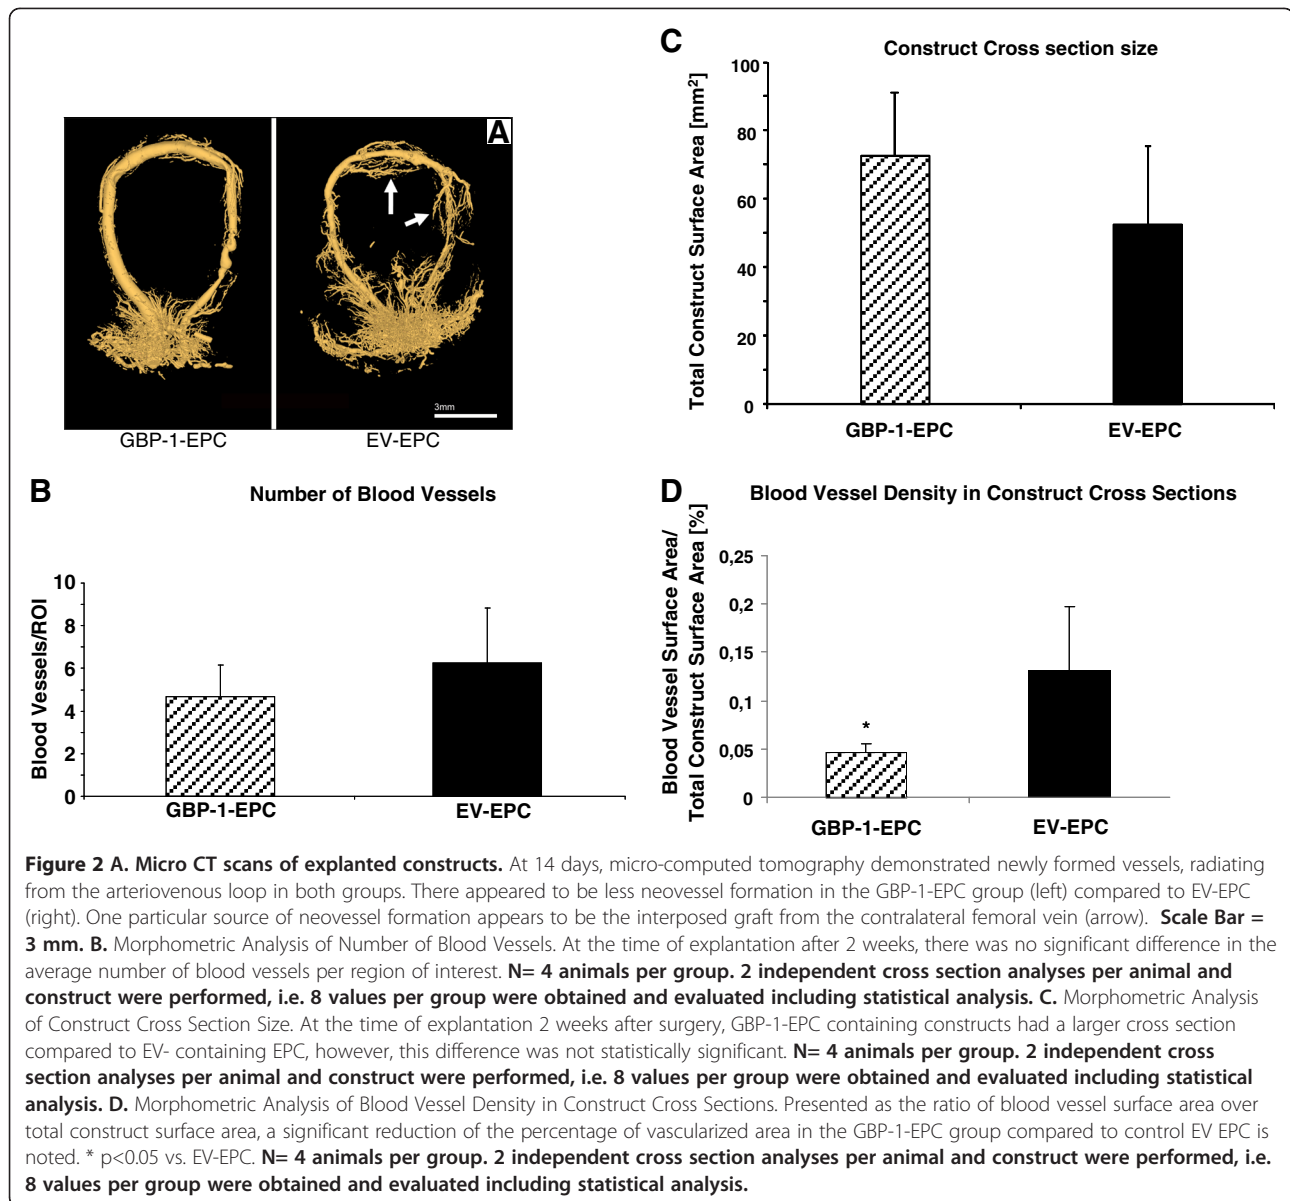 A
3mm
GBP-1-EPC
EV-EPC
B
Number of Blood Vessels
Blood Vessels/ROI
10
8
6
4
2
0
GBP-1-EPC
EV-EPC
C
Construct Cross section size
Total Construct Surface Area [mm²]
100
80
60
40
20
0
GBP-1-EPC
EV-EPC
D
Blood Vessel Density in Construct Cross Sections
Blood Vessel Surface Area/
Total Construct Surface Area [%]
0,25
0,2
0,15
0,1
0,05
0
*
GBP-1-EPC
EV-EPC
Figure 2 A. Micro CT scans of explanted constructs. At 14 days, micro-computed tomography demonstrated newly formed vessels, radiating
from the arteriovenous loop in both groups. There appeared to be less neovessel formation in the GBP-1-EPC group (left) compared to EV-EPC
(right). One particular source of neovessel formation appears to be the interposed graft from the contralateral femoral vein (arrow). Scale Bar =
3 mm. B. Morphometric Analysis of Number of Blood Vessels. At the time of explantation after 2 weeks, there was no significant difference in the
average number of blood vessels per region of interest. N= 4 animals per group. 2 independent cross section analyses per animal and
construct were performed, i.e. 8 values per group were obtained and evaluated including statistical analysis. C. Morphometric Analysis
of Construct Cross Section Size. At the time of explantation 2 weeks after surgery, GBP-1-EPC containing constructs had a larger cross section
compared to EV- containing EPC, however, this difference was not statistically significant. N= 4 animals per group. 2 independent cross
section analyses per animal and construct were performed, i.e. 8 values per group were obtained and evaluated including statistical
analysis. D. Morphometric Analysis of Blood Vessel Density in Construct Cross Sections. Presented as the ratio of blood vessel surface area over
total construct surface area, a significant reduction of the percentage of vascularized area in the GBP-1-EPC group compared to control EV EPC is
noted. * p<0.05 vs. EV-EPC. N= 4 animals per group. 2 independent cross section analyses per animal and construct were performed, i.e.
8 values per group were obtained and evaluated including statistical analysis.